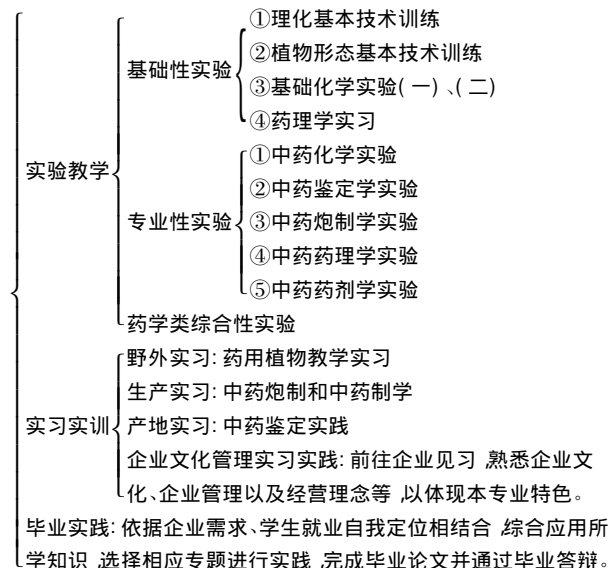 ①理化基本技术训练
②植物形态基本技术训练
基础性实验
③基础化学实验(一)、(二)
④药理学实习
①中药化学实验
实验教学
②中药鉴定学实验
专业性实验
③中药炮制学实验
④中药药理学实验
⑤中药药剂学实验
药学类综合性实验
野外实习:药用植物教学实习
生产实习:中药炮制和中药制学
实习实训
产地实习:中药鉴定实践
企业文化管理实习实践:前往企业见习,熟悉企业文
化、企业管理以及经营理念等,以体现本专业特色。
毕业实践:依据企业需求、学生就业自我定位相结合,综合应用所
学知识,选择相应专题进行实践,完成毕业论文并通过毕业答辩。